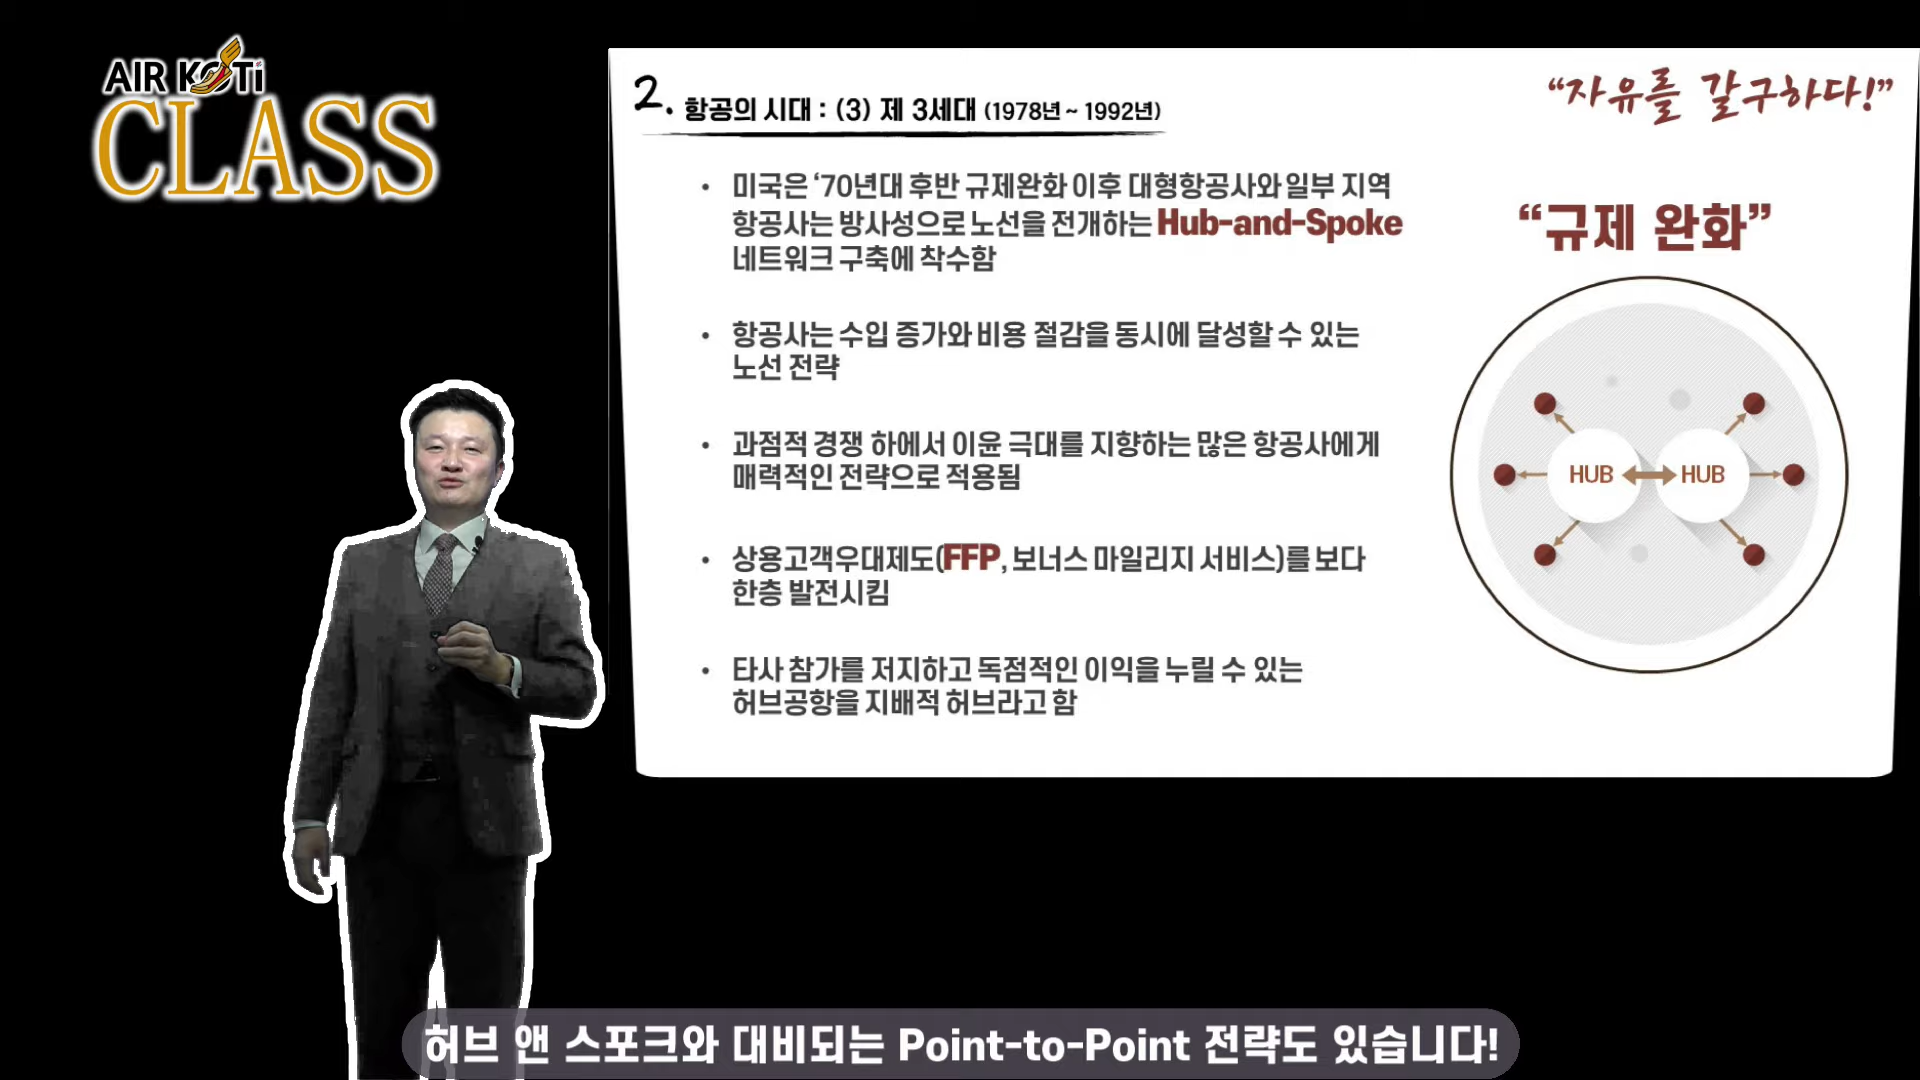 AIR KOTi
CLASS
2. 항공의 시대 : (3) 제 3세대 (1978년 ~ 1992년)
“자유를 갈구하다!”
• 미국은 ‘70년대 후반 규제완화 이후 대형항공사와 일부 지역
항공사는 방사성으로 노선을 전개하는 Hub-and-Spoke
네트워크 구축에 착수함
• 항공사는 수입 증가와 비용 절감을 동시에 달성할 수 있는
노선 전략
• 과점적 경쟁 하에서 이윤 극대를 지향하는 많은 항공사에게
매력적인 전략으로 적용됨
• 상용고객우대제도(FFP, 보너스 마일리지 서비스)를 보다
한층 발전시킴
• 타사 참가를 저지하고 독점적인 이익을 누릴 수 있는
허브공항을 지배적 허브라고 함
“규제 완화”
HUB HUB
허브 앤 스포크와 대비되는 Point-to-Point 전략도 있습니다!